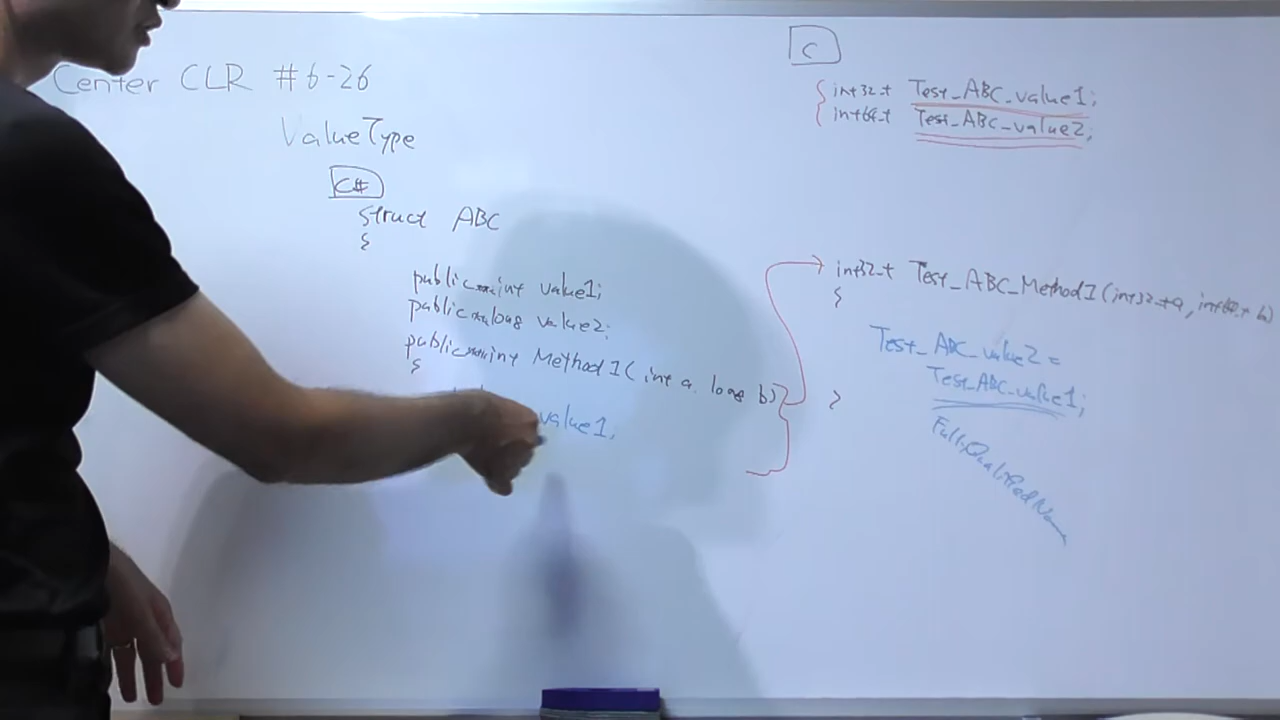 Center CLR #6-26
ValueType
C#
struct ABC
{
public int value1;
public long value2;
public int Method1(int a, long b)
{
value1;
C
int32_t Test_ABC_value1;
int64_t Test_ABC_value2;
int32_t Test_ABC_Method1(int32_t a, int64_t b)
{
Test_ABC_value2 =
Test_ABC_value1;
}
FullyQualifiedName